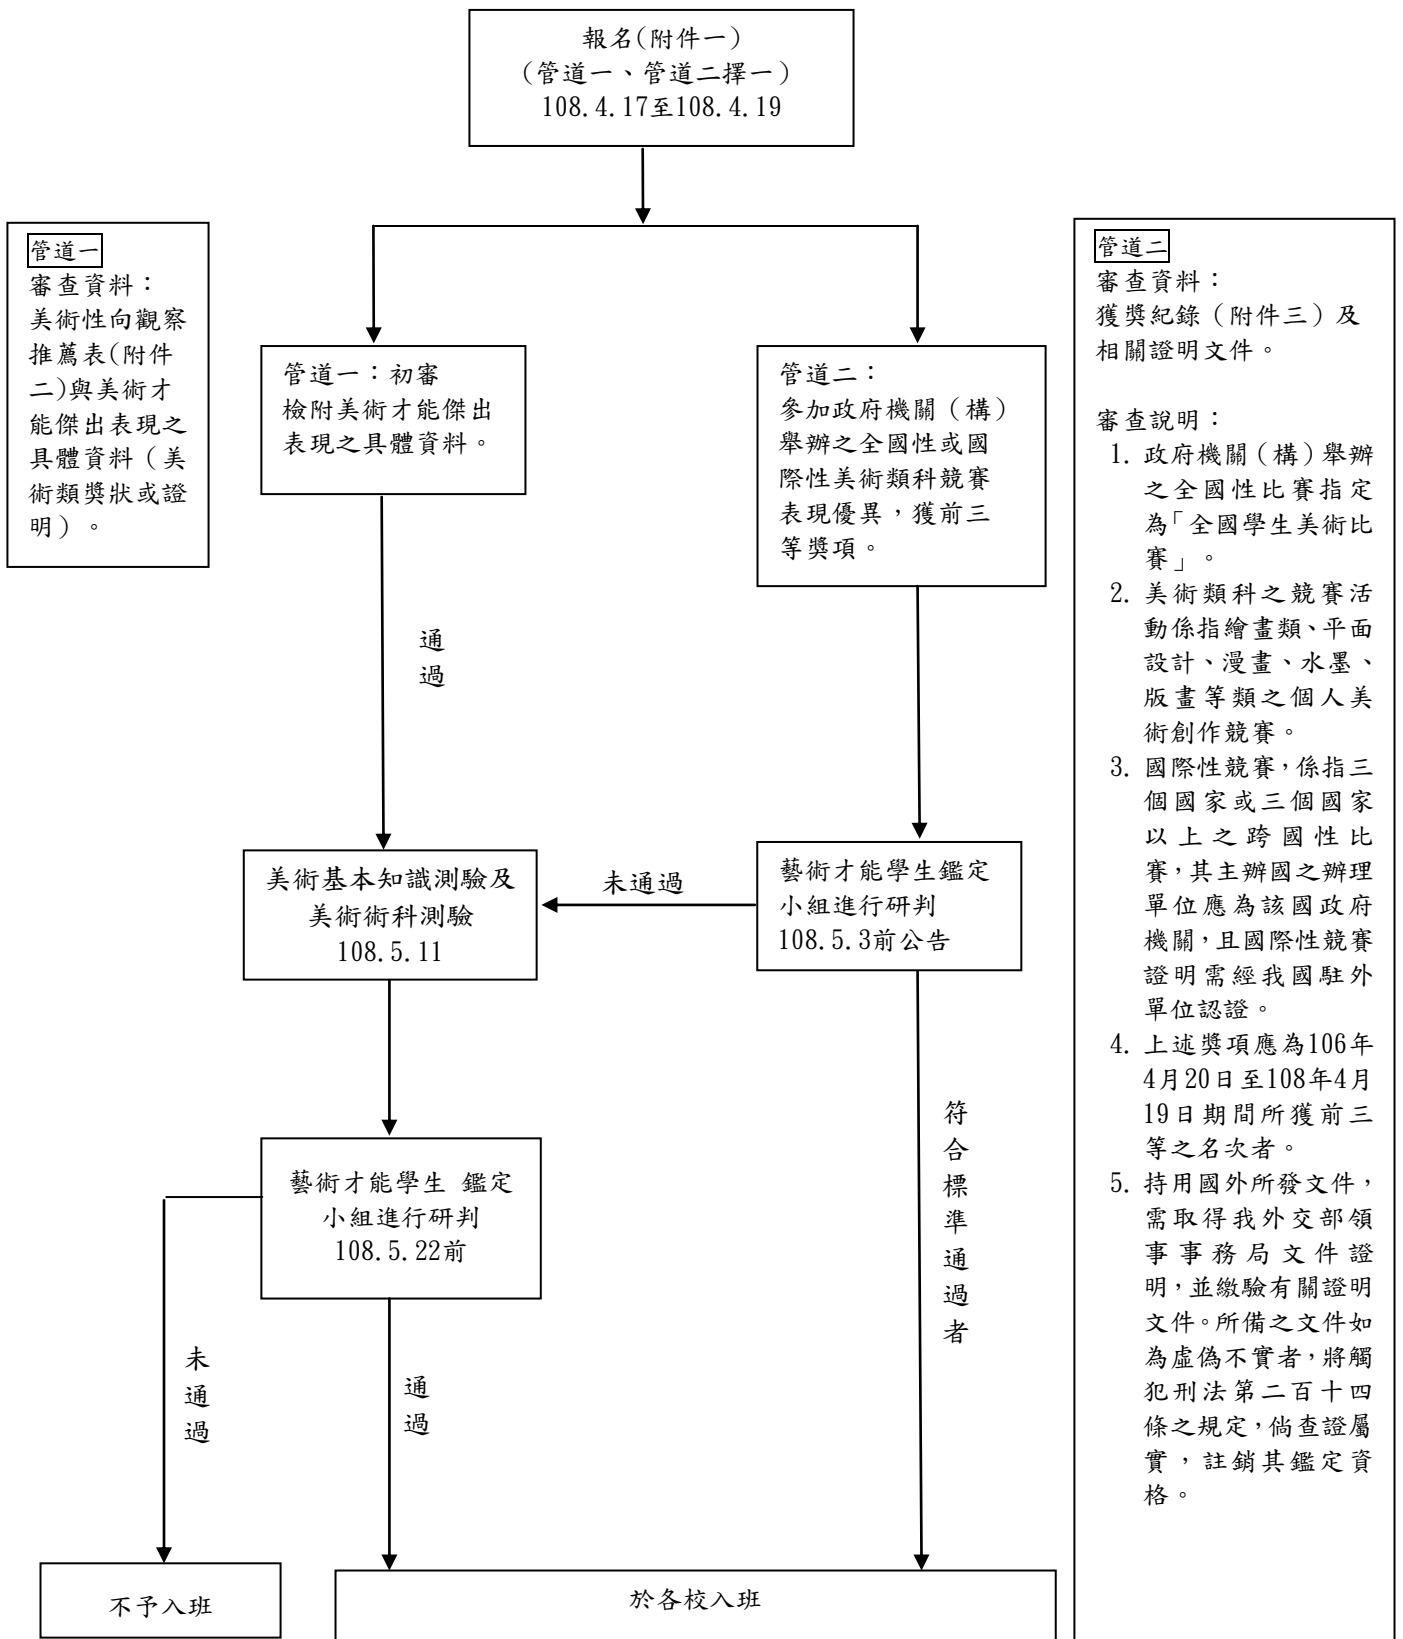 報名(附件一)
(管道一、管道二擇一)
108.4.17至108.4.19
管道一
審查資料：
美術性向觀察
推薦表(附件
二)與美術才
能傑出表現之
具體資料（美
術類獎狀或證
明）。
管道一：初審
檢附美術才能傑出
表現之具體資料。
管道二：
參加政府機關（構）
舉辦之全國性或國
際性美術類科競賽
表現優異，獲前三
等獎項。
通
過
美術基本知識測驗及
美術術科測驗
108.5.11
未通過
藝術才能學生鑑定
小組進行研判
108.5.3前公告
藝術才能學生 鑑定
小組進行研判
108.5.22前
符
合
標
準
通
過
者
未
通
過
通
過
不予入班
於各校入班
管道二
審查資料：
獲獎紀錄（附件三）及
相關證明文件。
審查說明：
1. 政府機關（構）舉辦
之全國性比賽指定
為「全國學生美術比
賽」。
2. 美術類科之競賽活
動係指繪畫類、平面
設計、漫畫、水墨、
版畫等類之個人美
術創作競賽。
3. 國際性競賽，係指三
個國家或三個國家
以上之跨國性比
賽，其主辦國之辦理
單位應為該國政府
機關，且國際性競賽
證明需經我國駐外
單位認證。
4. 上述獎項應為106年
4月20日至108年4月
19日期間所獲前三
等之名次者。
5. 持用國外所發文件，
需取得我外交部領
事事務局文件證
明，並繳驗有關證明
文件。所備之文件如
為虛偽不實者，將觸
犯刑法第二百十四
條之規定，倘查證屬
實，註銷其鑑定資
格。